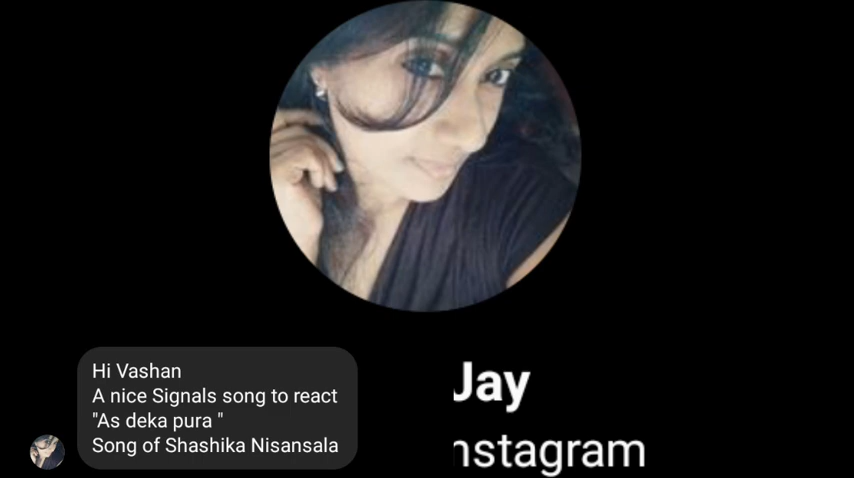 Hi Vashan
A nice Signals song to react
"As deka pura "
Song of Shashika Nisansala
Jay
nstagram